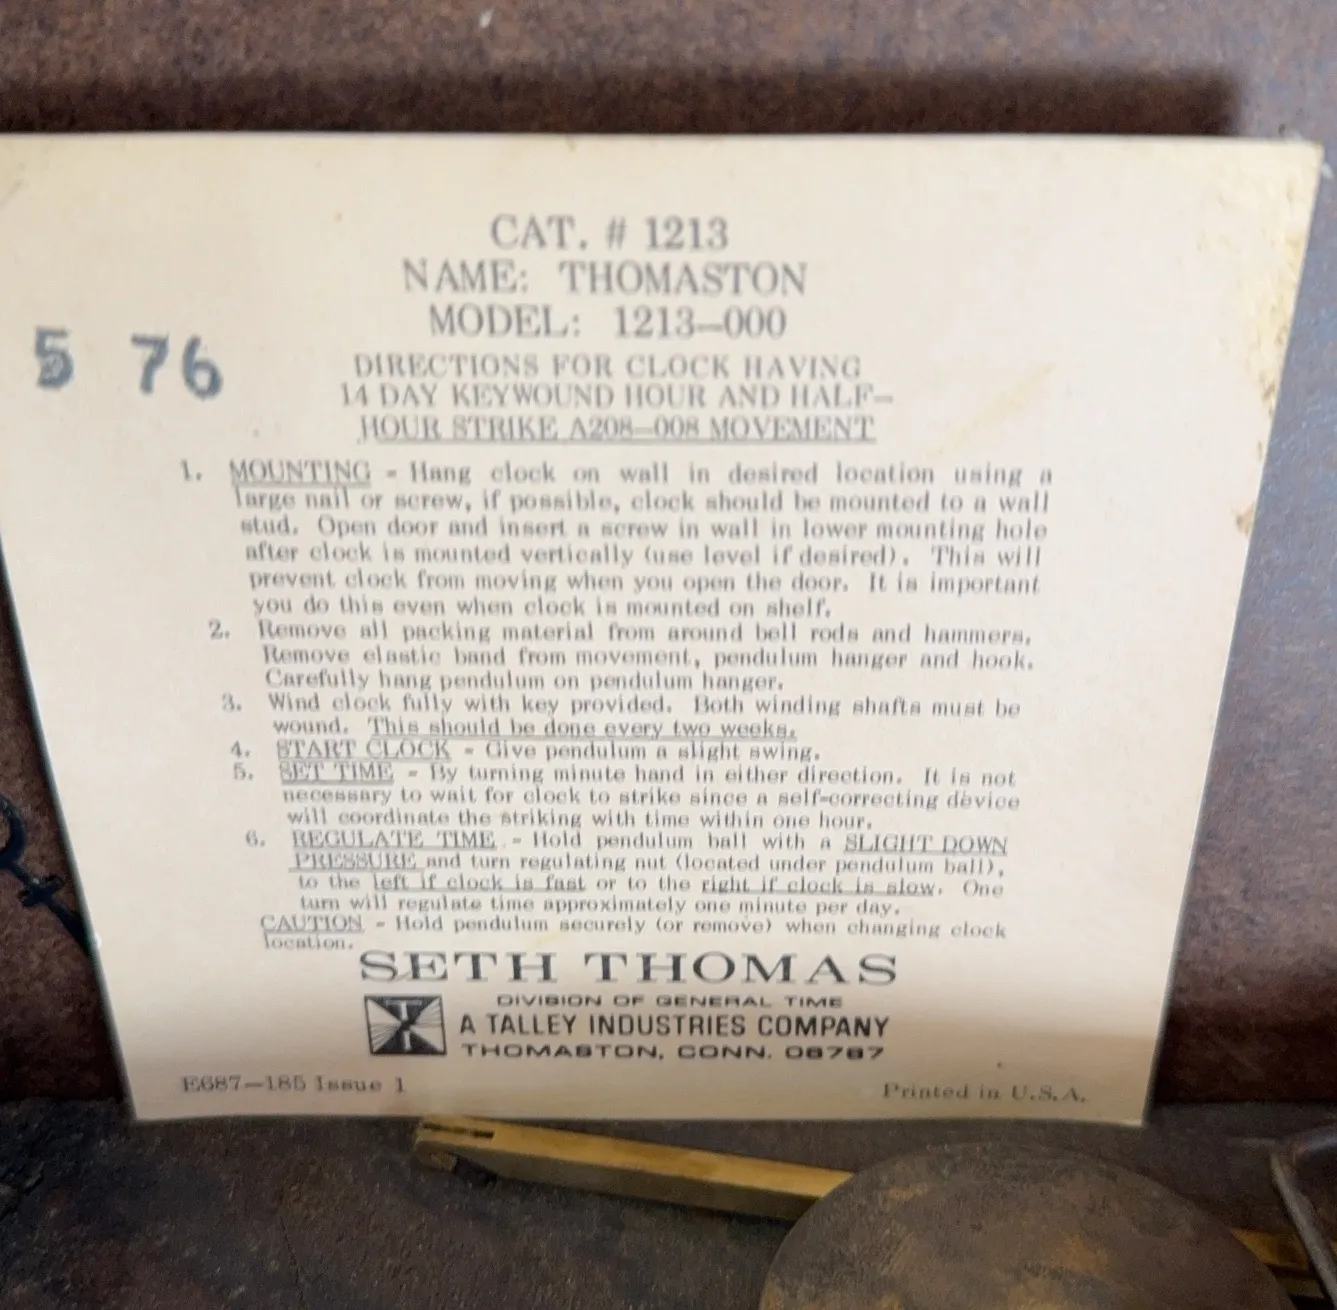 CAT. # 1213
NAME: THOMASTON
MODEL: 1213-000
5 76
DIRECTIONS FOR CLOCK HAVING
14 DAY KEYWOUND HOUR AND HALF-
HOUR STRIKE A208-008 MOVEMENT
1. MOUNTING - Hang clock on wall in desired location using a
large nail or screw, if possible, clock should be mounted to a wall
stud. Open door and insert a screw in wall in lower mounting hole
after clock is mounted vertically (use level if desired). This will
prevent clock from moving when you open the door. It is important
you do this even when clock is mounted on shelf.
2. Remove all packing material from around bell rods and hammers.
Remove elastic band from movement, pendulum hanger and hook.
Carefully hang pendulum on pendulum hanger.
3. Wind clock fully with key provided. Both winding shafts must be
wound. This should be done every two weeks.
4. START CLOCK - Give pendulum a slight swing.
5. SET TIME - By turning minute hand in either direction. It is not
necessary to wait for clock to strike since a self-correcting device
will coordinate the striking with time within one hour.
6. REGULATE TIME - Hold pendulum ball with a SLIGHT DOWN
PRESSURE and turn regulating nut (located under pendulum ball),
to the left if clock is fast or to the right if clock is slow. One
turn will regulate time approximately one minute per day.
CAUTION - Hold pendulum securely (or remove) when changing clock
location.
SETH THOMAS
DIVISION OF GENERAL TIME
A TALLEY INDUSTRIES COMPANY
THOMASTON, CONN. 06787
E687-185 Issue 1
Printed in U.S.A.